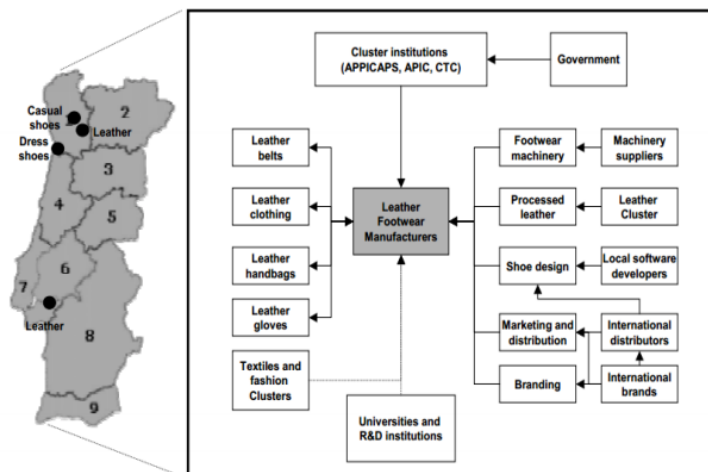 Casual
shoes
Leather
Dress
shoes
2
3
4
5
6
7
8
9
Leather
Cluster institutions
(APPICAPS, APIC, CTC)
Government
Leather
belts
Leather
clothing
Leather
handbags
Leather
gloves
Textiles and
fashion
Clusters
Leather
Footwear
Manufacturers
Universities and
R&D institutions
Footwear
machinery
Machinery
suppliers
Processed
leather
Leather
Cluster
Shoe design
Local software
developers
Marketing and
distribution
International
distributors
Branding
International
brands